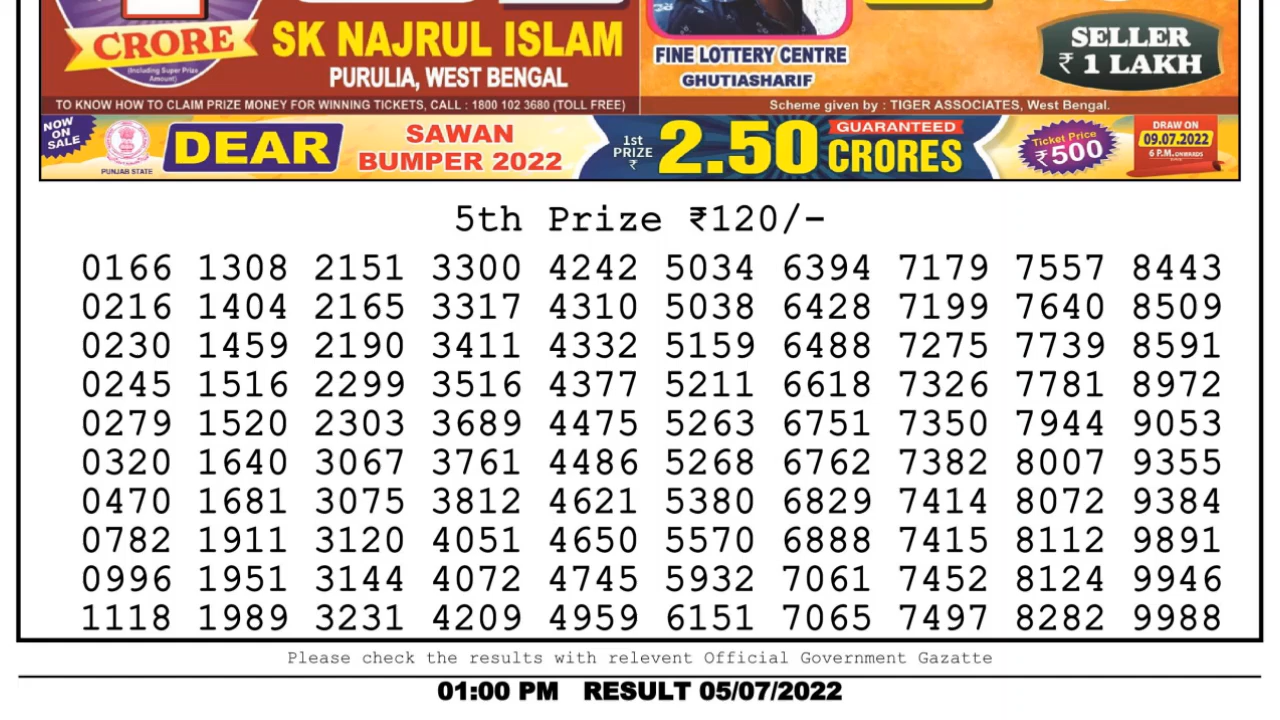 CRORE
(Including Super Prize
Amount)
SK NAJRUL ISLAM
PURULIA, WEST BENGAL
FINE LOTTERY CENTRE
GHUTIASHARIF
SELLER
₹ 1 LAKH
TO KNOW HOW TO CLAIM PRIZE MONEY FOR WINNING TICKETS, CALL : 1800 102 3680 (TOLL FREE)
Scheme given by : TIGER ASSOCIATES, West Bengal.
NOW
ON
SALE
PUNJAB STATE
DEAR
SAWAN
BUMPER 2022
1st
PRIZE
₹
2.50
GUARANTEED
CRORES
Ticket Price
₹500
DRAW ON
09.07.2022
6 P.M. ONWARDS
5th Prize ₹120/-
0166 1308 2151 3300 4242 5034 6394 7179 7557 8443
0216 1404 2165 3317 4310 5038 6428 7199 7640 8509
0230 1459 2190 3411 4332 5159 6488 7275 7739 8591
0245 1516 2299 3516 4377 5211 6618 7326 7781 8972
0279 1520 2303 3689 4475 5263 6751 7350 7944 9053
0320 1640 3067 3761 4486 5268 6762 7382 8007 9355
0470 1681 3075 3812 4621 5380 6829 7414 8072 9384
0782 1911 3120 4051 4650 5570 6888 7415 8112 9891
0996 1951 3144 4072 4745 5932 7061 7452 8124 9946
1118 1989 3231 4209 4959 6151 7065 7497 8282 9988
Please check the results with relevent Official Government Gazatte
01:00 PM RESULT 05/07/2022